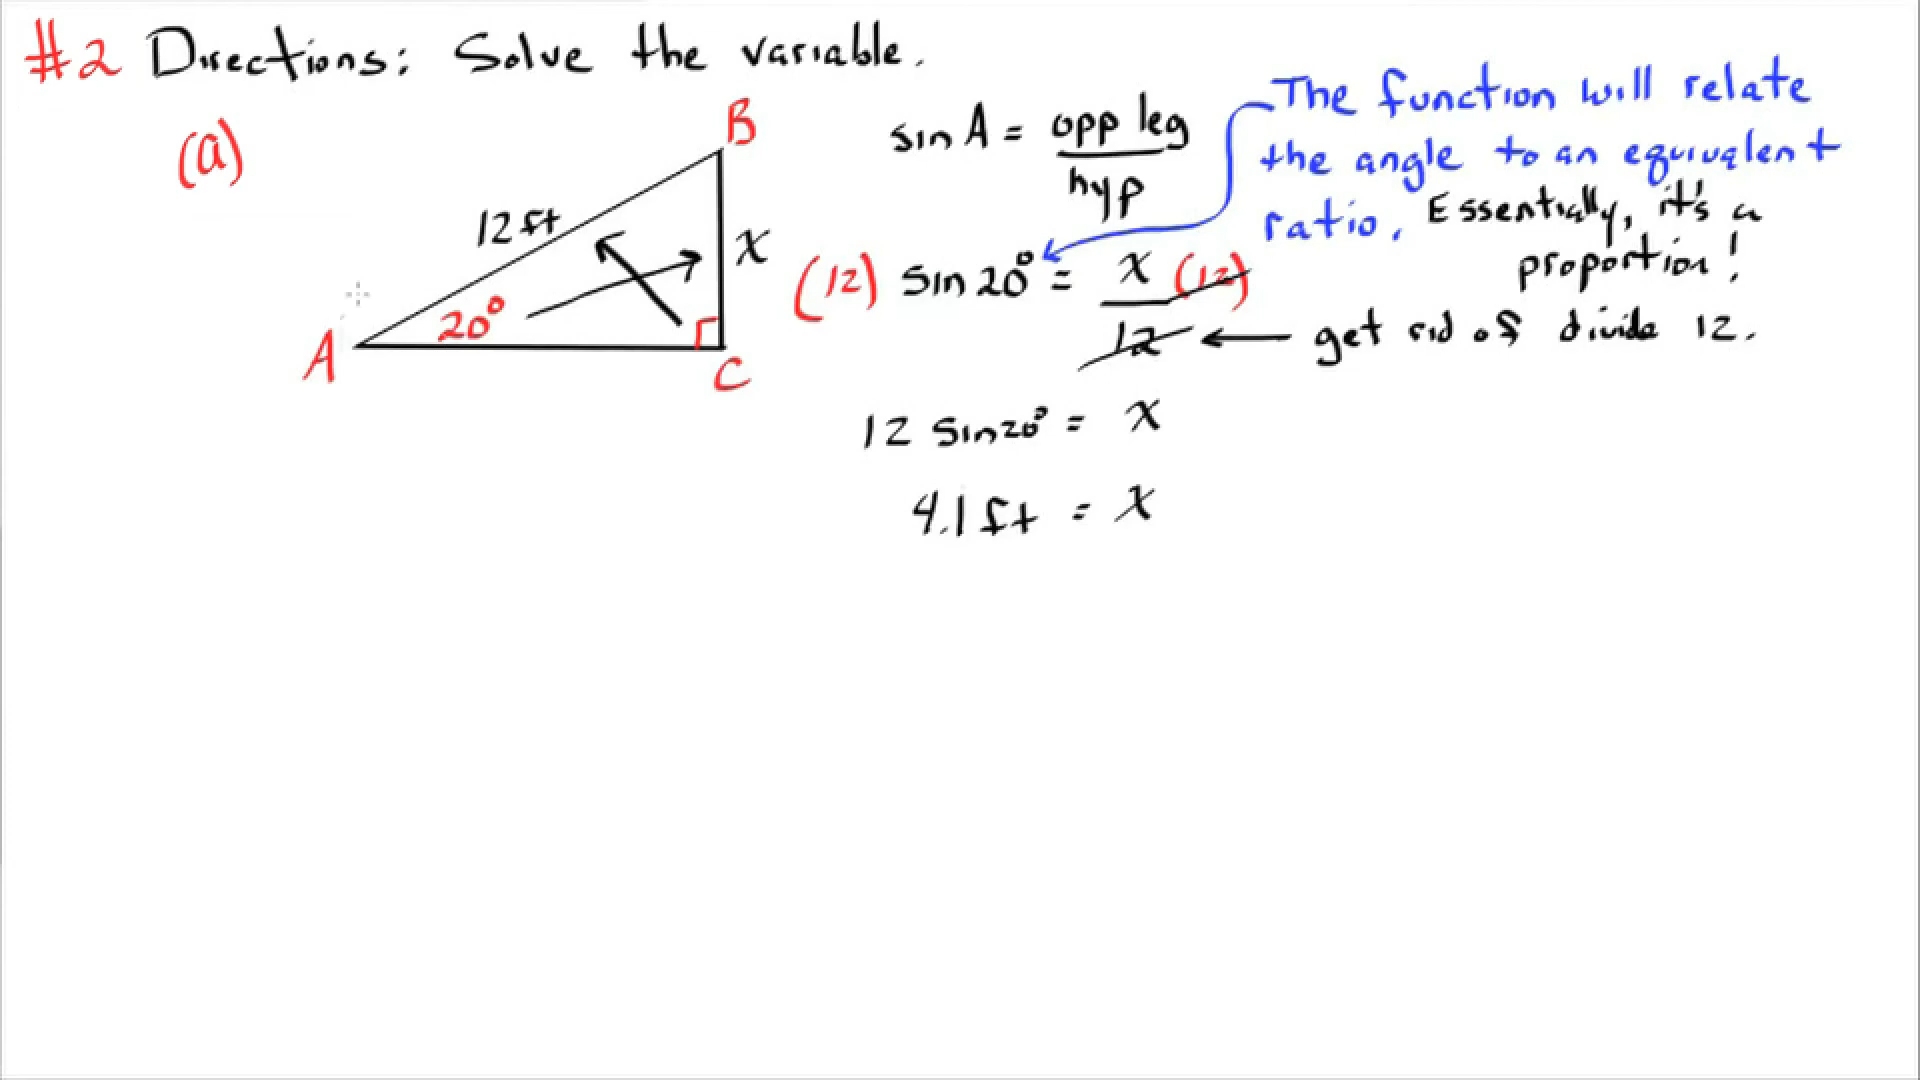 #2 Directions: Solve the variable.
(a)
B
12 ft
x
20°
A
C
sin A = opp leg
hyp
The function will relate
the angle to an equivalent
ratio. Essentially, it's a
proportion!
(12) sin 20° = x (12)
12 ← get rid of divide 12.
12 sin 20° = x
4.1 ft = x